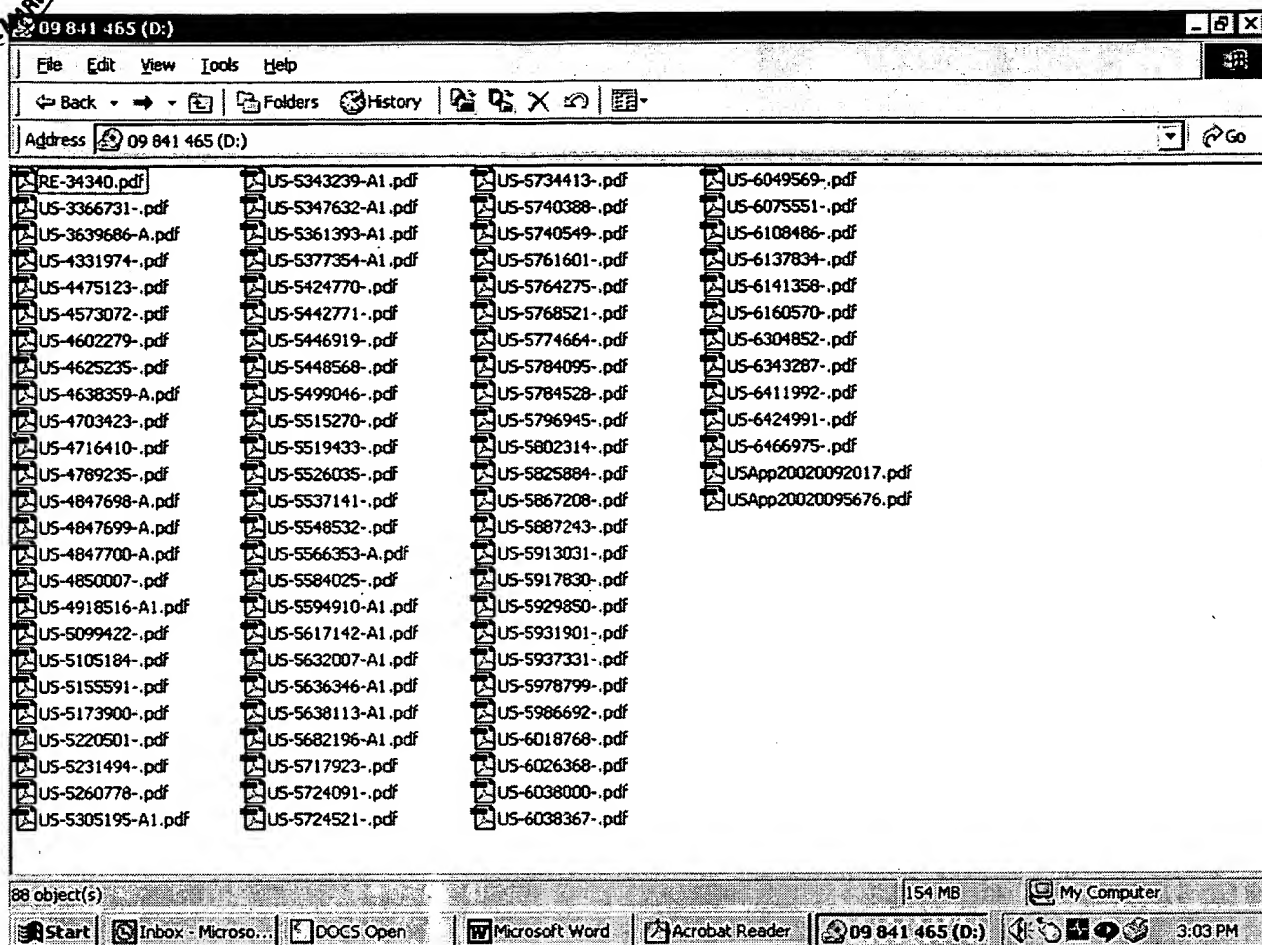 09 841 465 (D:)
File Edit View Tools Help
Back Folders History
Address 09 841 465 (D:) Go
RE-34340.pdf
US-3366731-.pdf
US-3639686-A.pdf
US-4331974-.pdf
US-4475123-.pdf
US-4573072-.pdf
US-4602279-.pdf
US-4625235-.pdf
US-4638359-A.pdf
US-4703423-.pdf
US-4716410-.pdf
US-4789235-.pdf
US-4847698-A.pdf
US-4847699-A.pdf
US-4847700-A.pdf
US-4850007-.pdf
US-4918516-A1.pdf
US-5099422-.pdf
US-5105184-.pdf
US-5155591-.pdf
US-5173900-.pdf
US-5220501-.pdf
US-5231494-.pdf
US-5260778-.pdf
US-5305195-A1.pdf
US-5343239-A1.pdf
US-5347632-A1.pdf
US-5361393-A1.pdf
US-5377354-A1.pdf
US-5424770-.pdf
US-5442771-.pdf
US-5446919-.pdf
US-5448568-.pdf
US-5499046-.pdf
US-5515270-.pdf
US-5519433-.pdf
US-5526035-.pdf
US-5537141-.pdf
US-5548532-.pdf
US-5566353-A.pdf
US-5584025-.pdf
US-5594910-A1.pdf
US-5617142-A1.pdf
US-5632007-A1.pdf
US-5636346-A1.pdf
US-5638113-A1.pdf
US-5682196-A1.pdf
US-5717923-.pdf
US-5724091-.pdf
US-5724521-.pdf
US-5734413-.pdf
US-5740388-.pdf
US-5740549-.pdf
US-5761601-.pdf
US-5764275-.pdf
US-5768521-.pdf
US-5774664-.pdf
US-5784095-.pdf
US-5784528-.pdf
US-5796945-.pdf
US-5802314-.pdf
US-5825884-.pdf
US-5867208-.pdf
US-5887243-.pdf
US-5913031-.pdf
US-5917830-.pdf
US-5929850-.pdf
US-5931901-.pdf
US-5937331-.pdf
US-5978799-.pdf
US-5986692-.pdf
US-6018768-.pdf
US-6026368-.pdf
US-6038000-.pdf
US-6038367-.pdf
US-6049569-.pdf
US-6075551-.pdf
US-6108486-.pdf
US-6137834-.pdf
US-6141358-.pdf
US-6160570-.pdf
US-6304852-.pdf
US-6343287-.pdf
US-6411992-.pdf
US-6424991-.pdf
US-6466975-.pdf
USApp20020092017.pdf
USApp20020095676.pdf
88 object(s) 154 MB My Computer
Start Inbox - Microso... DOCS Open Microsoft Word Acrobat Reader 09 841 465 (D:) 3:03 PM